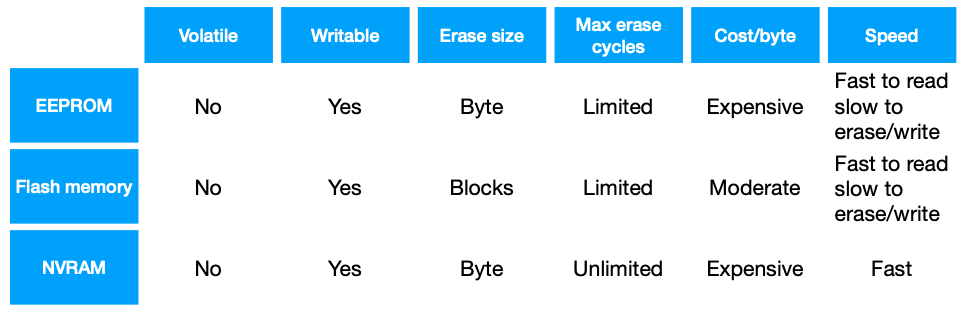 Volatile Writable Erase size Max erase cycles Cost/byte Speed
EEPROM No Yes Byte Limited Expensive Fast to read slow to erase/write
Flash memory No Yes Blocks Limited Moderate Fast to read slow to erase/write
NVRAM No Yes Byte Unlimited Expensive Fast